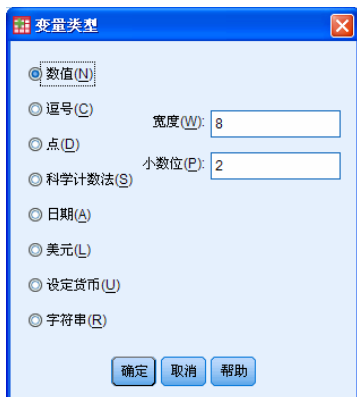 变量类型
数值(N)
逗号(C)
宽度(W): 8
点(D)
小数位(P): 2
科学计数法(S)
日期(A)
美元(L)
设定货币(U)
字符串(R)
确定 取消 帮助